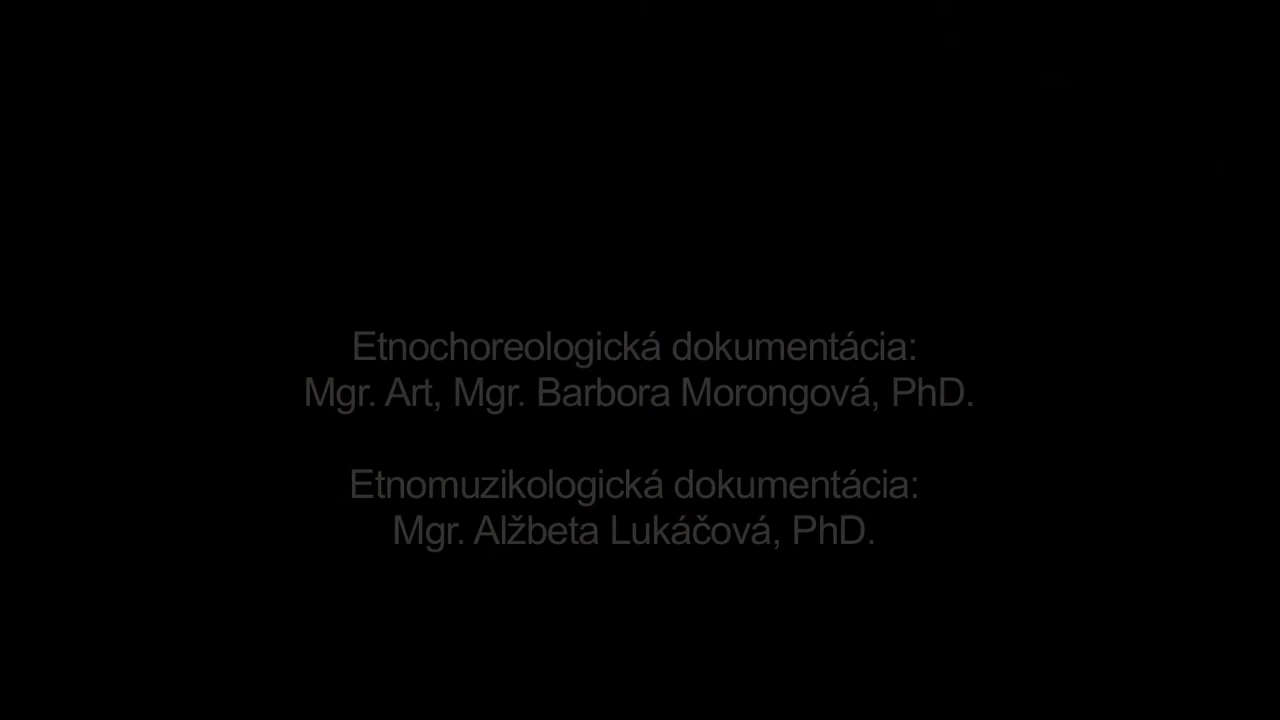 Etnochoreologická dokumentácia:
Mgr. Art, Mgr. Barbora Morongová, PhD.
Etnomuzikologická dokumentácia:
Mgr. Alžbeta Lukáčová, PhD.